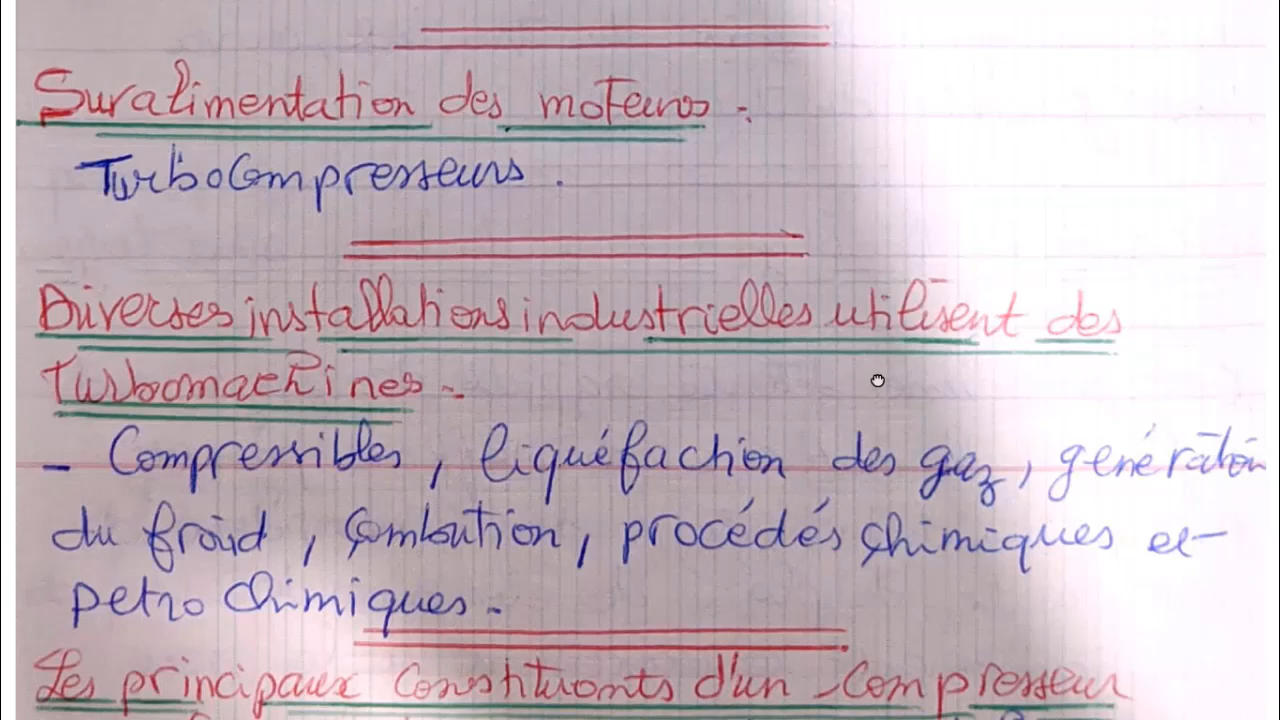 Suralimentation des moteurs :
Turbocompresseurs.
Diverses installations industrielles utilisent des
Turbomachines.
- Compressibles, liquéfaction des gaz, génération
du froid, combution, procédés chimiques et
petrochimiques.
Les principaux constituants d'un compresseur